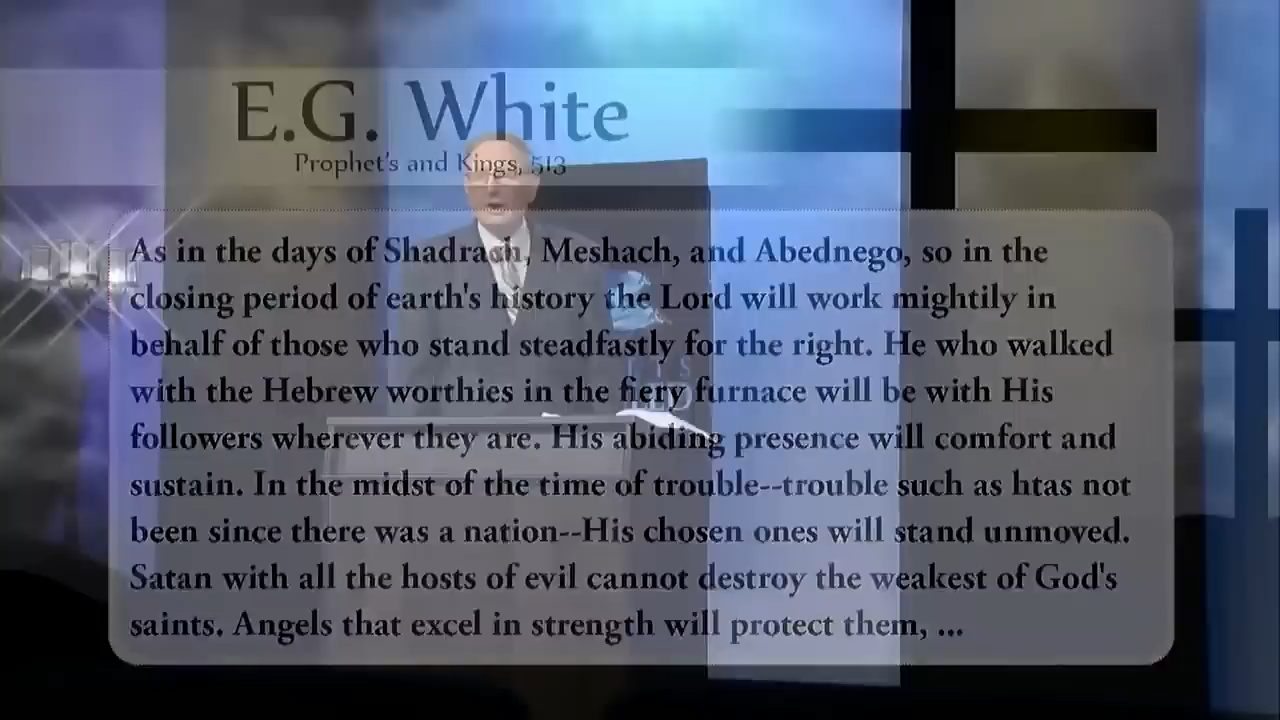 E.G. White
Prophet's and Kings, 513
As in the days of Shadrach, Meshach, and Abednego, so in the
closing period of earth's history the Lord will work mightily in
behalf of those who stand steadfastly for the right. He who walked
with the Hebrew worthies in the fiery furnace will be with His
followers wherever they are. His abiding presence will comfort and
sustain. In the midst of the time of trouble--trouble such as htas not
been since there was a nation--His chosen ones will stand unmoved.
Satan with all the hosts of evil cannot destroy the weakest of God's
saints. Angels that excel in strength will protect them, ...